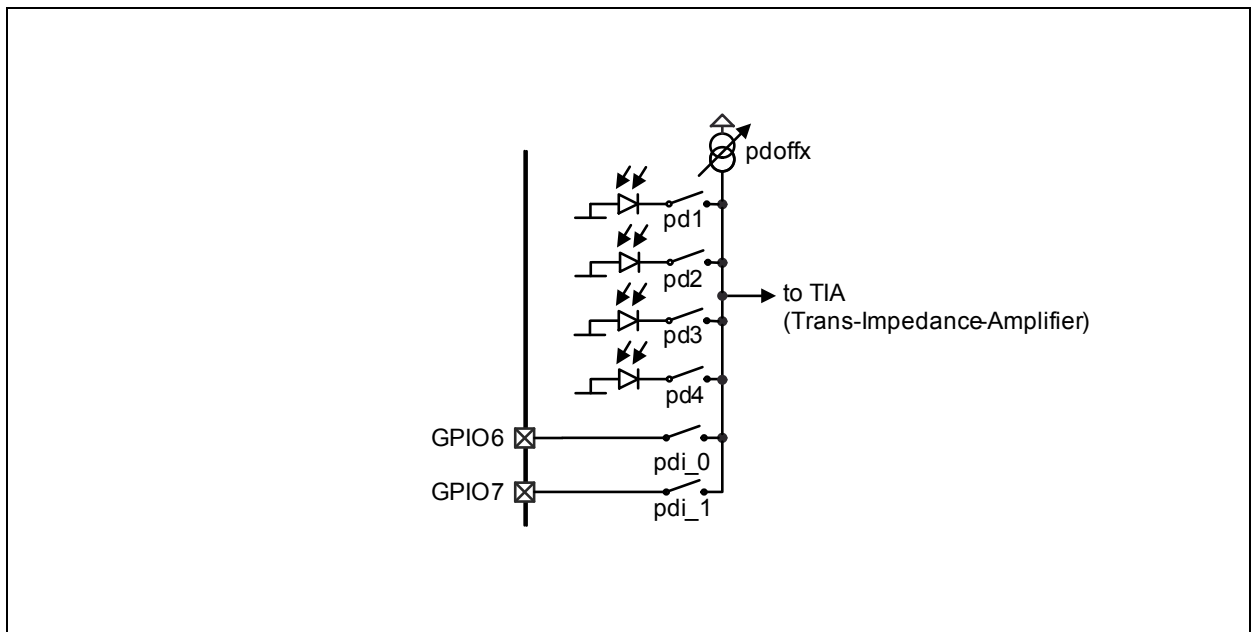 pdoffx
pd1
pd2
to TIA
(Trans-Impedance-Amplifier)
pd3
pd4
GPIO6
pdi_0
GPIO7
pdi_1